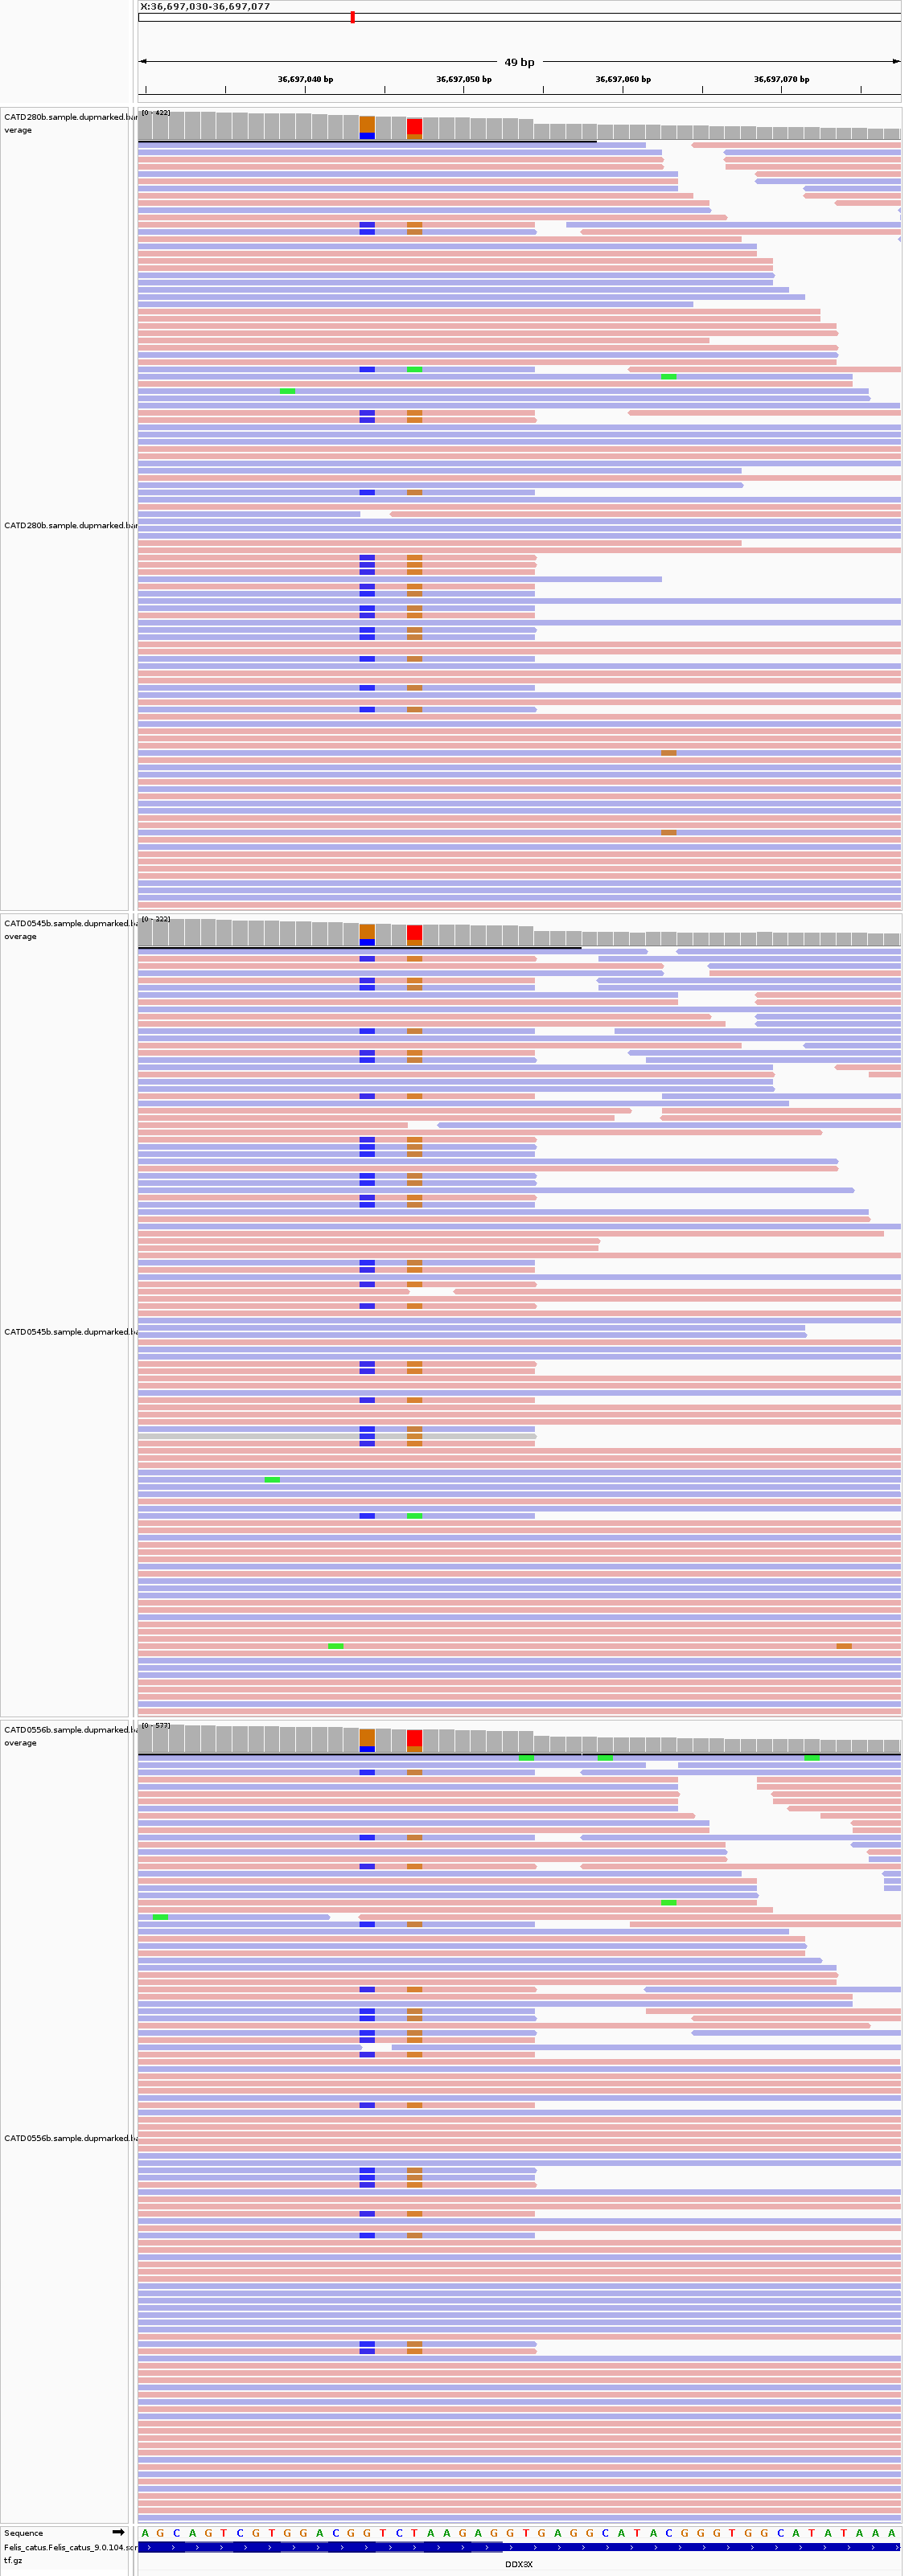 X:36,697,030-36,697,077
49 bp
36,697,040 bp 36,697,050 bp 36,697,060 bp 36,697,070 bp
CATD280b.sample.dupmarked.ba
verage
[0 - 422]
CATD280b.sample.dupmarked.ba
CATD0545b.sample.dupmarked.ba
overage
[0 - 322]
CATD0545b.sample.dupmarked.ba
CATD0556b.sample.dupmarked.ba
overage
[0 - 577]
CATD0556b.sample.dupmarked.ba
Sequence
A G C A G T C G T G G A C G G T C T A A G A G G T G A G G C A T A C G G G T G G C A T A T A A A
Felis_catus.Felis_catus_9.0.104.sor
tf.gz
DDX3X